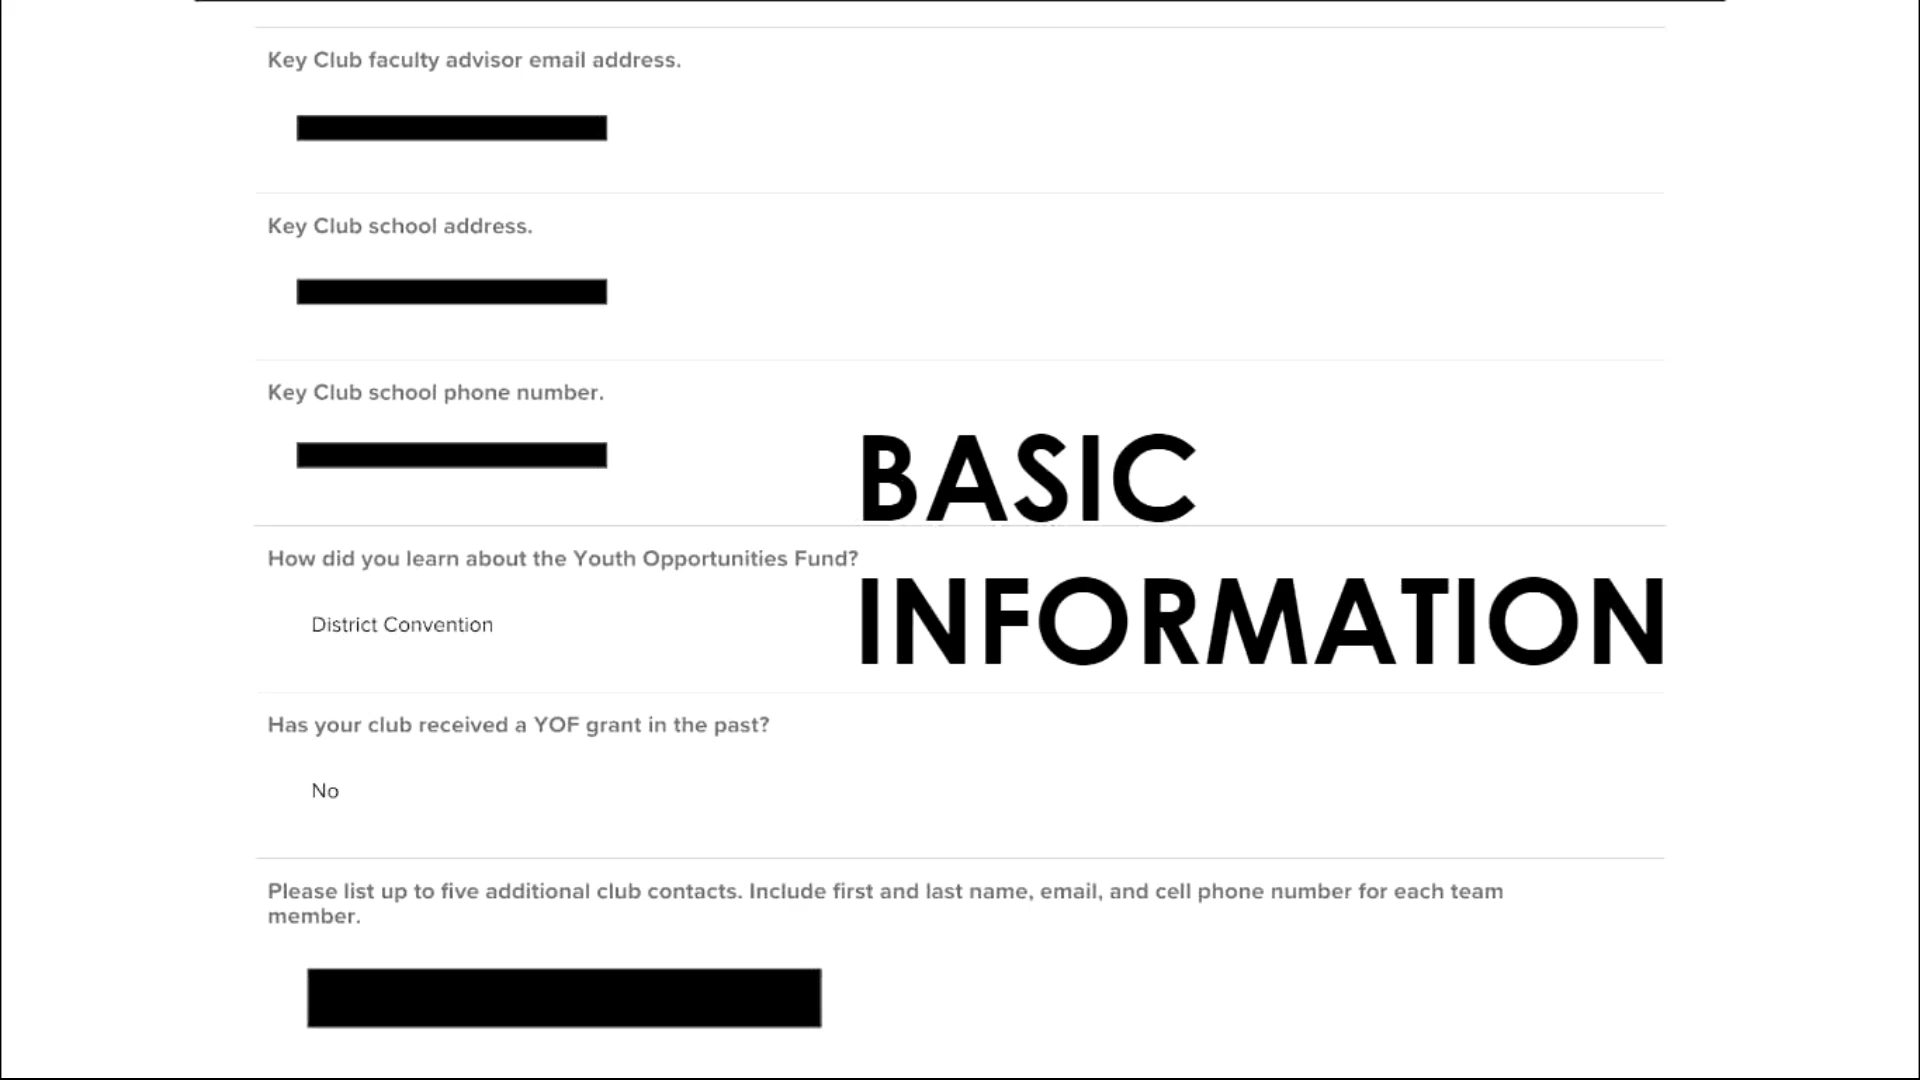 Key Club faculty advisor email address.
Key Club school address.
Key Club school phone number.
BASIC
INFORMATION
How did you learn about the Youth Opportunities Fund?
District Convention
Has your club received a YOF grant in the past?
No
Please list up to five additional club contacts. Include first and last name, email, and cell phone number for each team
member.